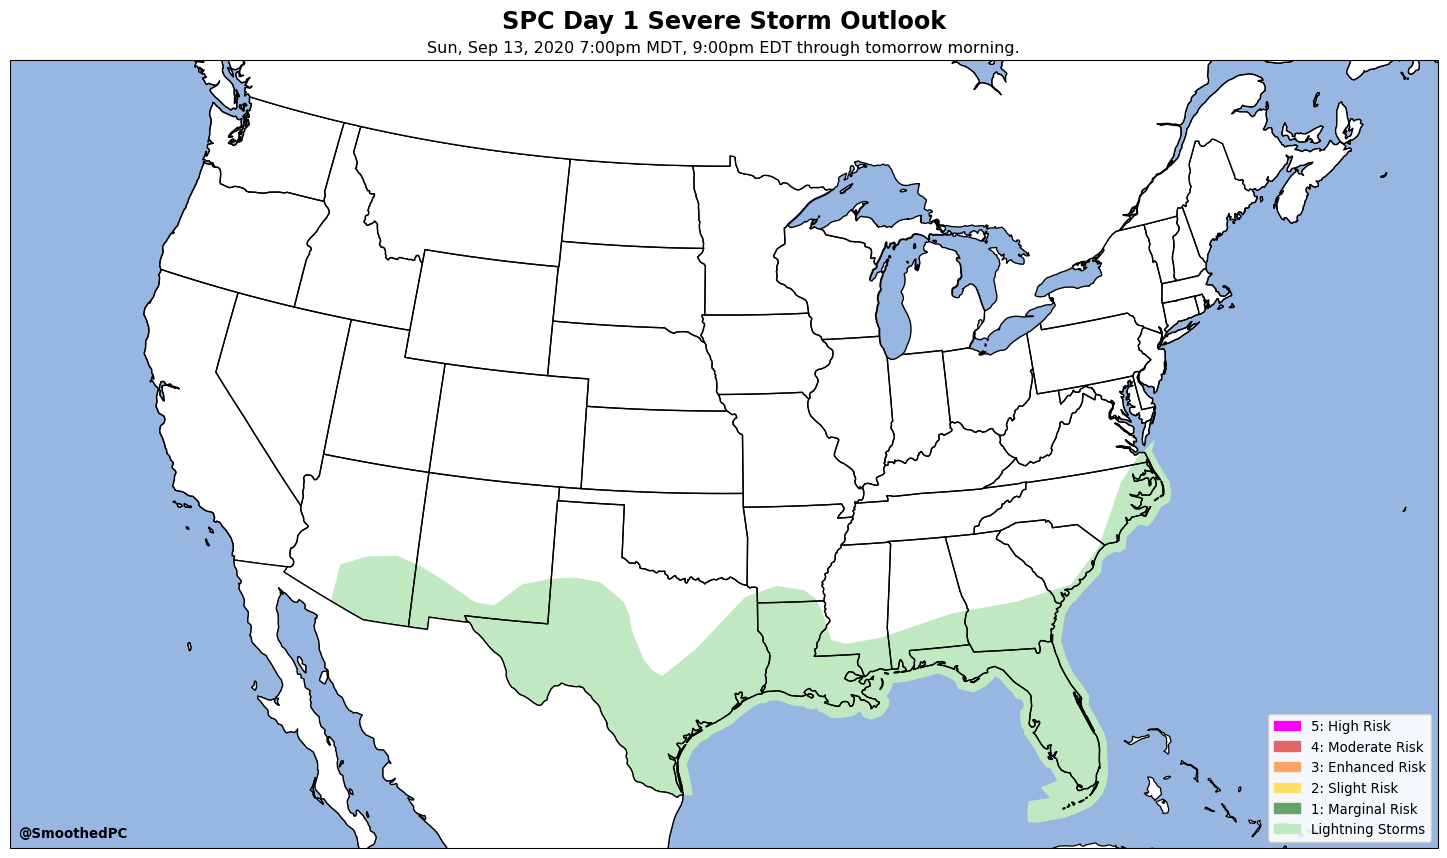 SPC Day 1 Severe Storm Outlook
Sun, Sep 13, 2020 7:00pm MDT, 9:00pm EDT through tomorrow morning.
5: High Risk
4: Moderate Risk
3: Enhanced Risk
2: Slight Risk
1: Marginal Risk
Lightning Storms
@SmoothedPC